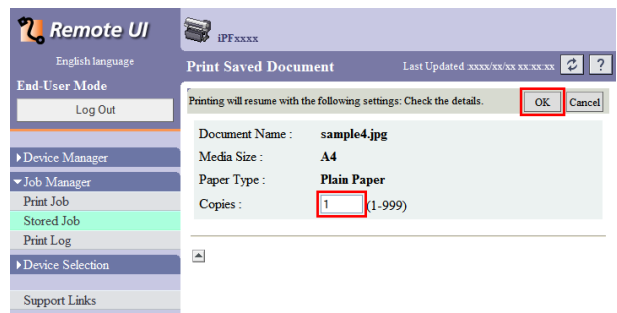 Remote UI
English language
End-User Mode
Log Out
Device Manager
Job Manager
Print Job
Stored Job
Print Log
Device Selection
Support Links
iPFxxxx
Print Saved Document Last Updated :xxxx/xx/xx xx:xx:xx ?
Printing will resume with the following settings: Check the details. OK Cancel
Document Name : sample4.jpg
Media Size : A4
Paper Type : Plain Paper
Copies : 1 (1-999)